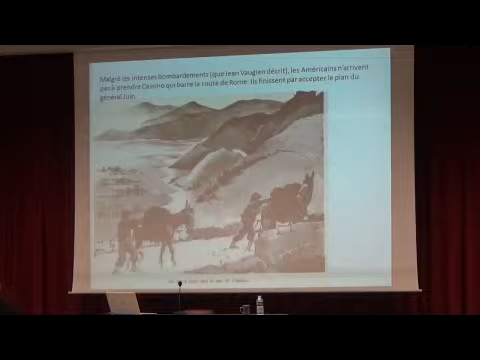 Malgré les intenses bombardements (que Jean Vaugien décrit), les Américains n'arrivent
pas à prendre Cassino qui barre la route de Rome. Ils finissent par accepter le plan du
général Juin.